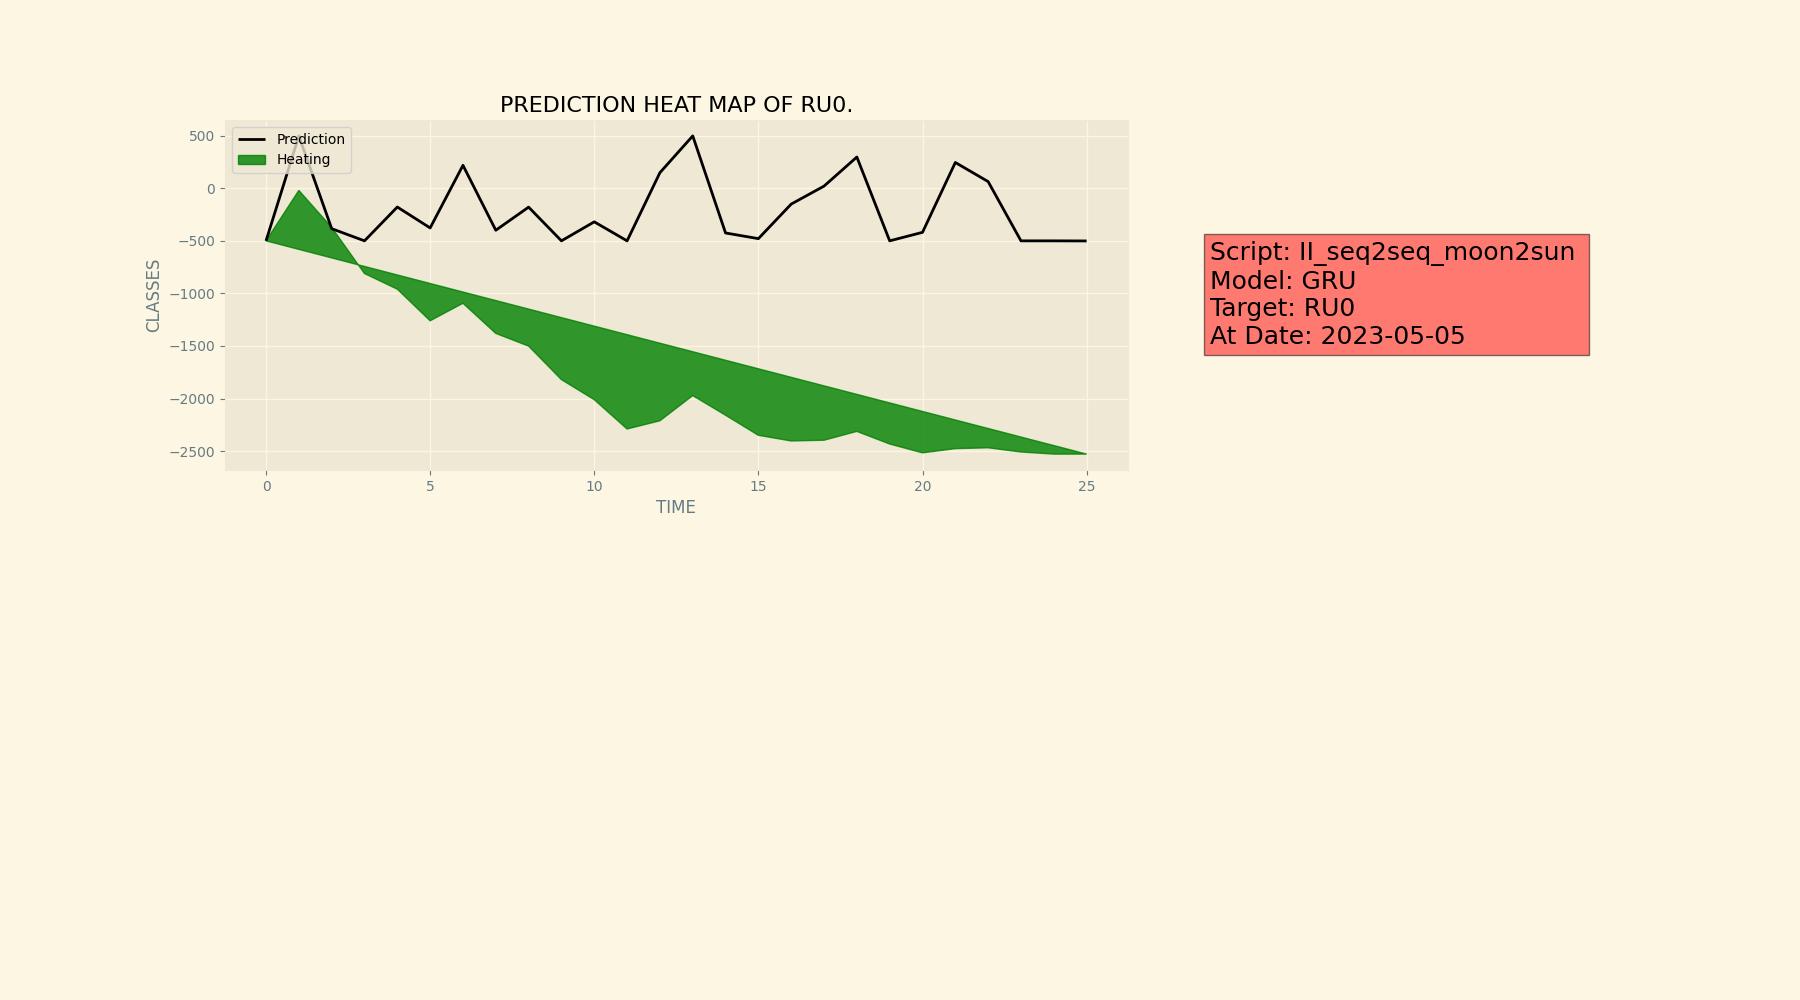 PREDICTION HEAT MAP OF RU0.
Prediction
Heating
500
0
−500
−1000
−1500
−2000
−2500
CLASSES
0 5 10 15 20 25
TIME
Script: II_seq2seq_moon2sun
Model: GRU
Target: RU0
At Date: 2023-05-05